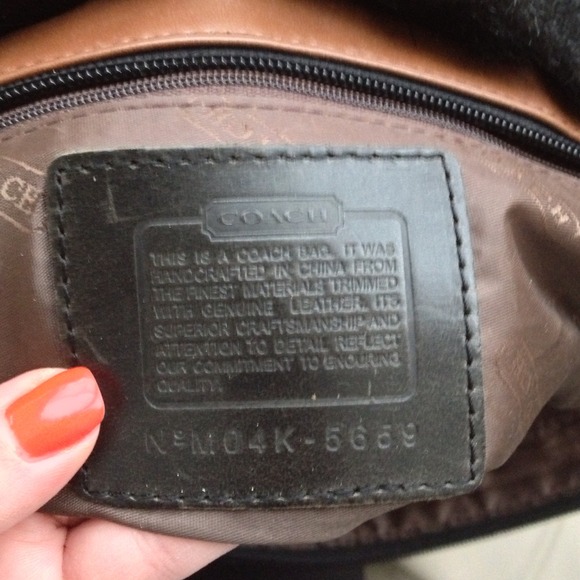 COACH
THIS IS A COACH BAG. IT WAS
HANDCRAFTED IN CHINA FROM
THE FINEST MATERIALS TRIMMED
WITH GENUINE LEATHER. ITS
SUPERIOR CRAFTSMANSHIP AND
ATTENTION TO DETAIL REFLECT
OUR COMMITMENT TO ENDURING
QUALITY.
Nº M04K-5659